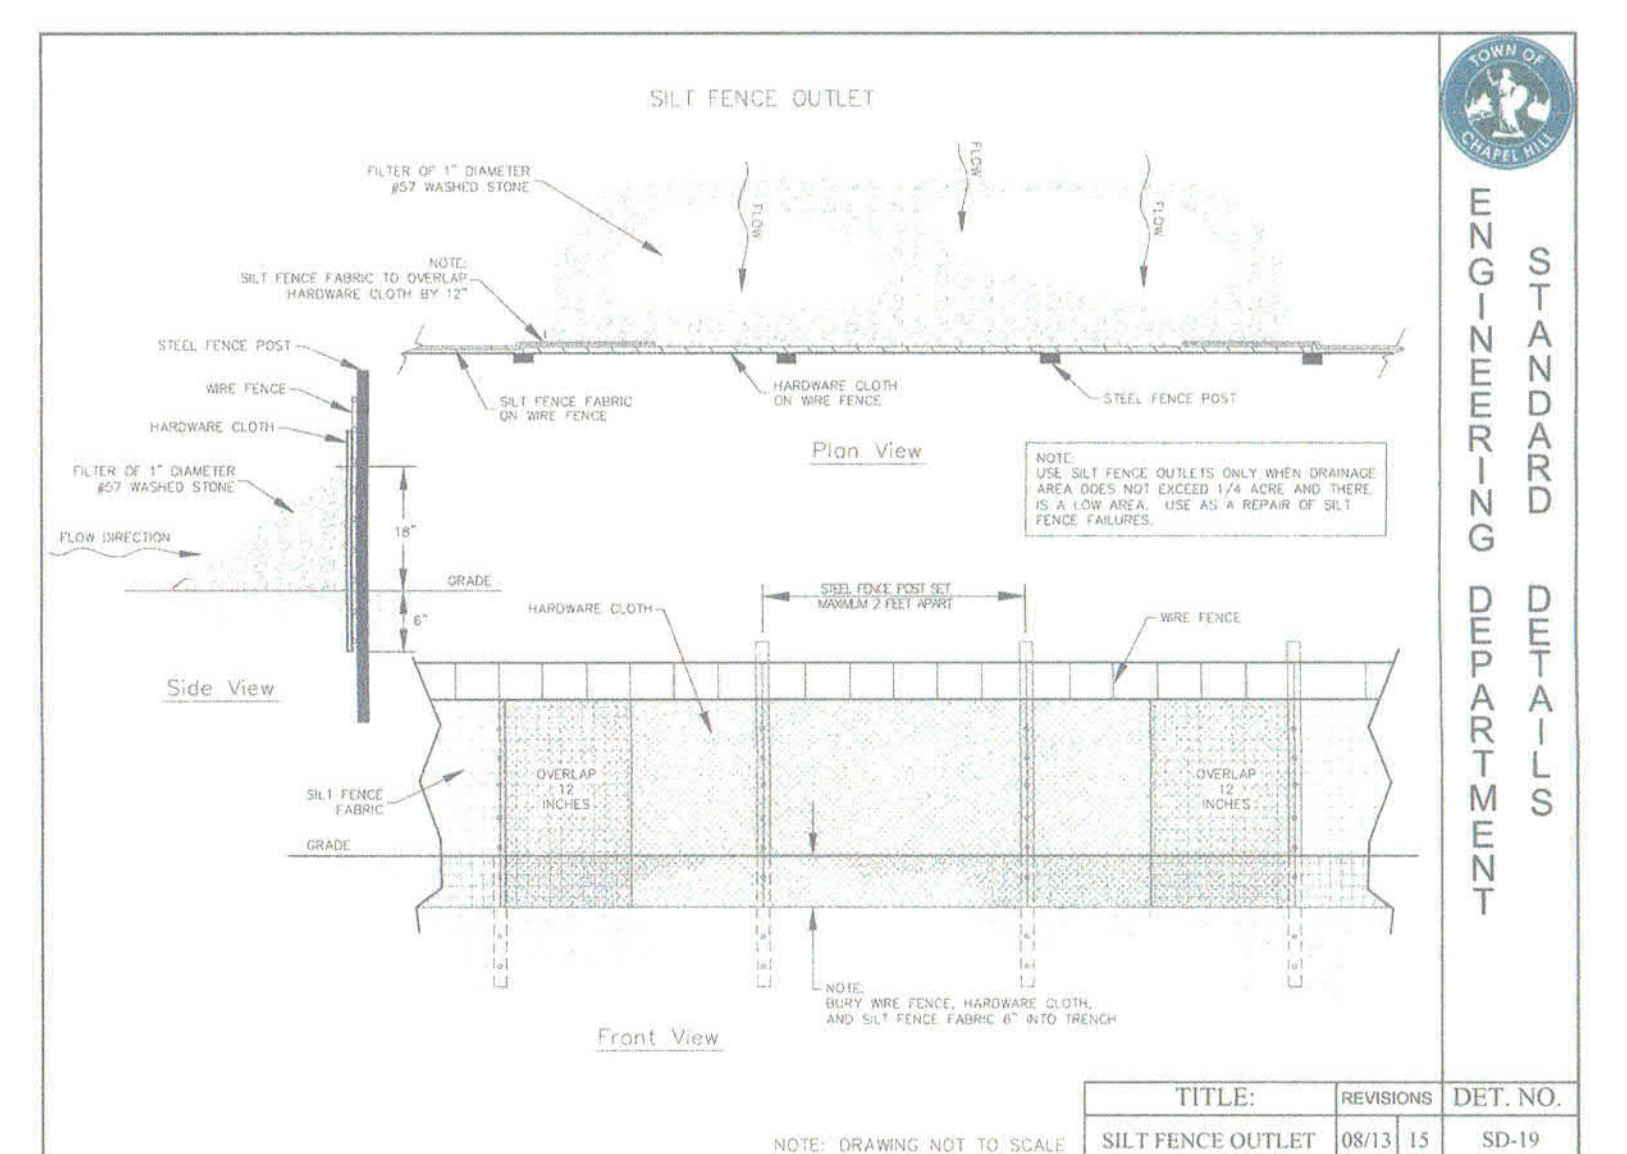 SILT FENCE OUTLET
FILTER OF 1" DIAMETER
#57 WASHED STONE
FLOW
FLOW
FLOW
NOTE:
SILT FENCE FABRIC TO OVERLAP
HARDWARE CLOTH BY 12"
SILT FENCE FABRIC
ON WIRE FENCE
HARDWARE CLOTH
ON WIRE FENCE
STEEL FENCE POST
Plan View
NOTE:
USE SILT FENCE OUTLETS ONLY WHEN DRAINAGE
AREA DOES NOT EXCEED 1/4 ACRE AND THERE
IS A LOW AREA. USE AS A REPAIR OF SILT
FENCE FAILURES.
STEEL FENCE POST
WIRE FENCE
HARDWARE CLOTH
FILTER OF 1" DIAMETER
#57 WASHED STONE
FLOW DIRECTION
18"
GRADE
6"
Side View
HARDWARE CLOTH
STEEL FENCE POST SET
MAXIMUM 2 FEET APART
WIRE FENCE
SILT FENCE
FABRIC
OVERLAP
12
INCHES
OVERLAP
12
INCHES
GRADE
NOTE:
BURY WIRE FENCE, HARDWARE CLOTH,
AND SILT FENCE FABRIC 6" INTO TRENCH
Front View
NOTE: DRAWING NOT TO SCALE
TOWN OF
CHAPEL HILL
ENGINEERING DEPARTMENT
STANDARD DETAILS
TITLE:
REVISIONS
DET. NO.
SILT FENCE OUTLET
08/13
15
SD-19